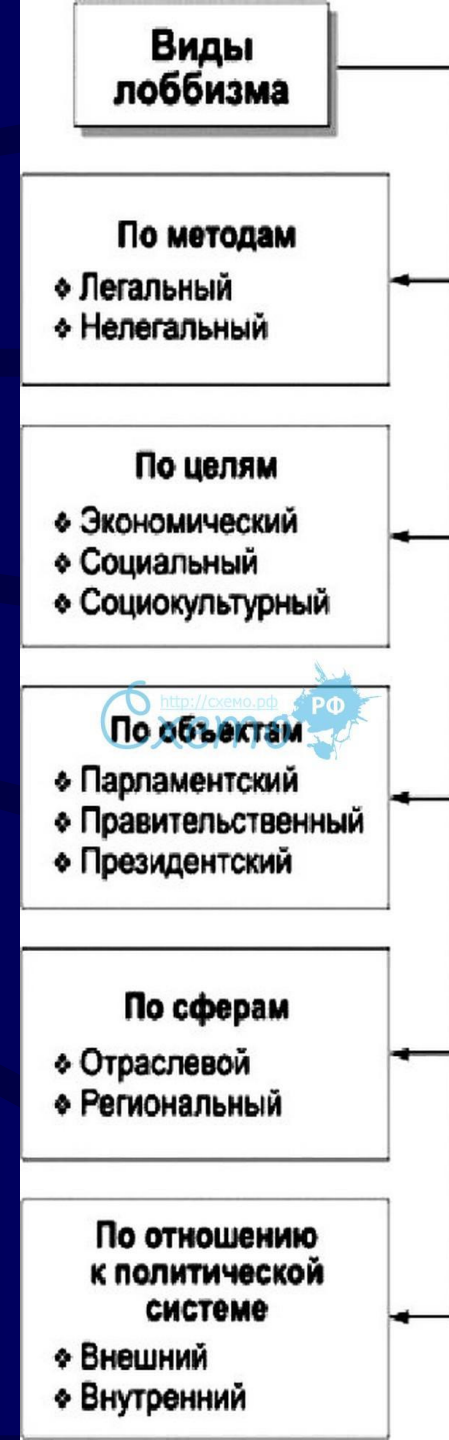 Виды
лоббизма
По методам
❖ Легальный
❖ Нелегальный
По целям
❖ Экономический
❖ Социальный
❖ Социокультурный
http://схемо.рф
Схемо
РФ
По объектам
❖ Парламентский
❖ Правительственный
❖ Президентский
По сферам
❖ Отраслевой
❖ Региональный
По отношению
к политической
системе
❖ Внешний
❖ Внутренний